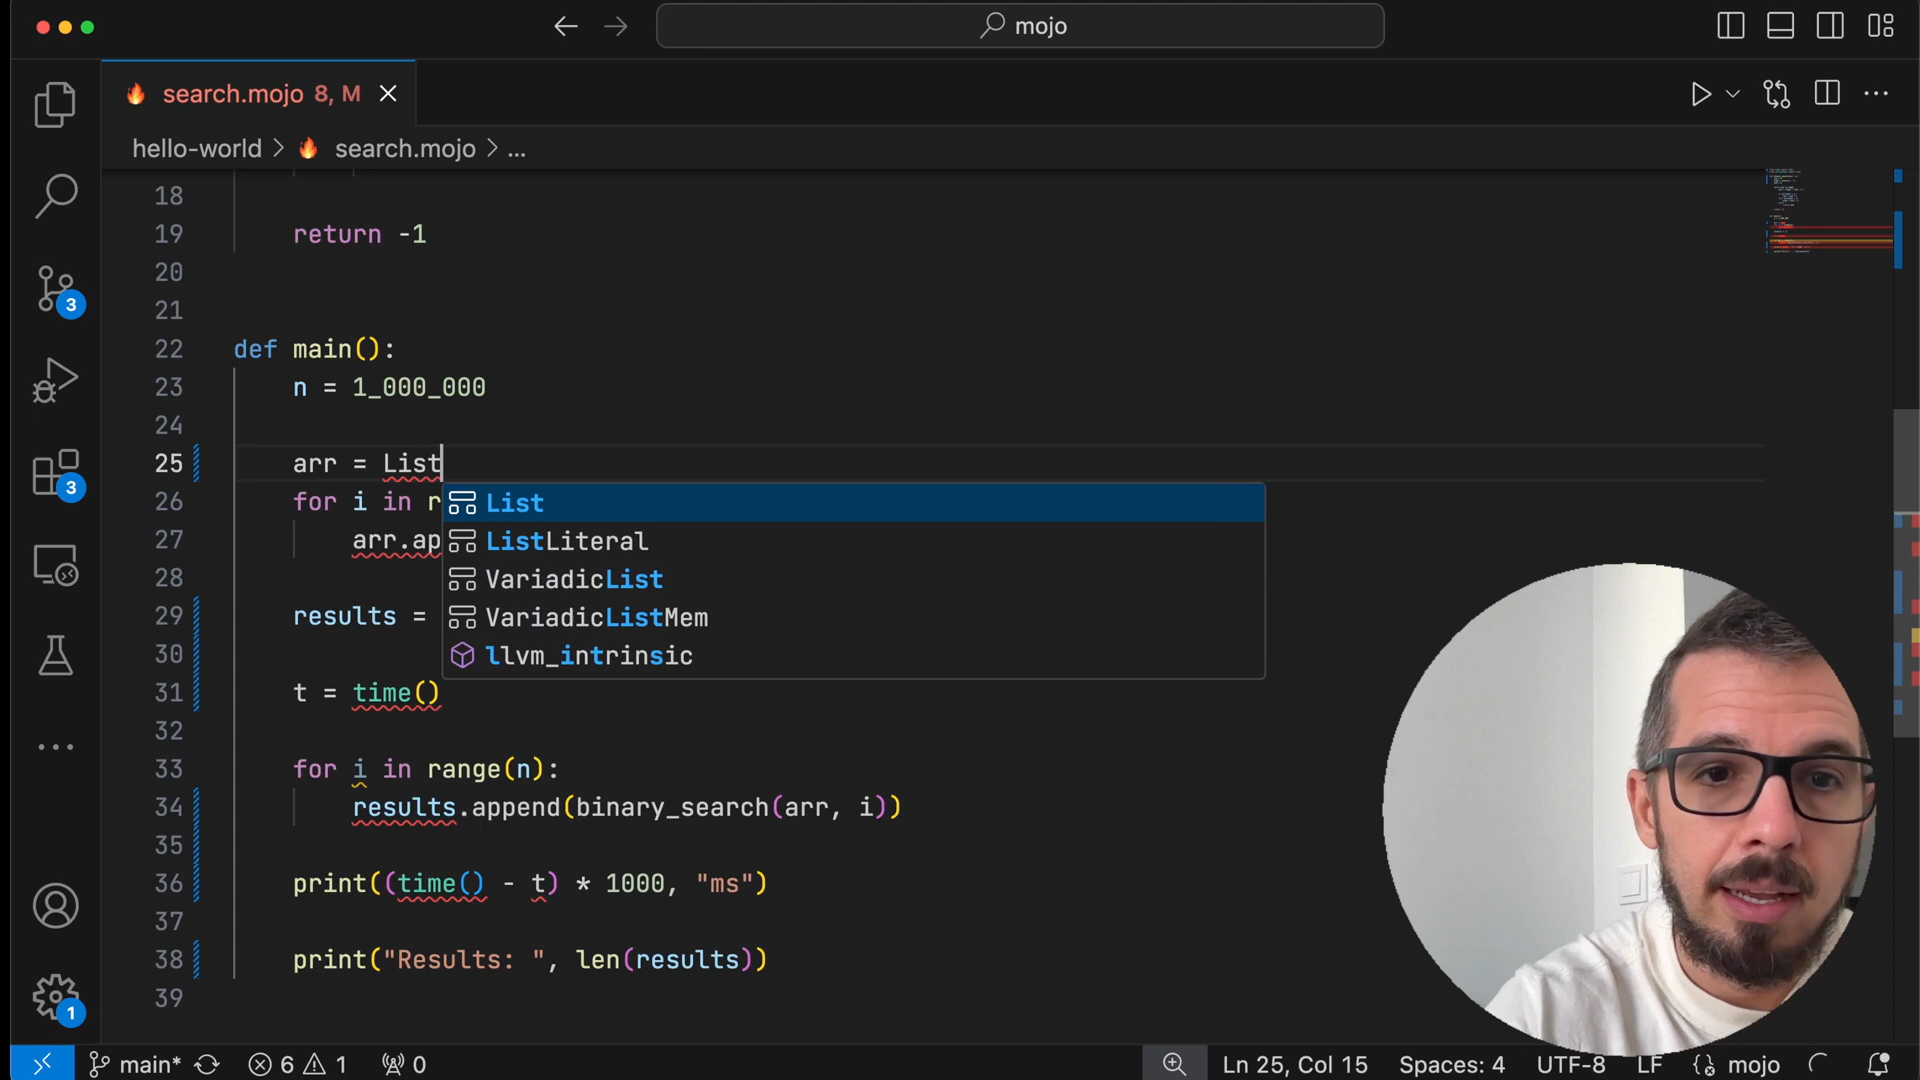 mojo
search.mojo 8, M
hello-world > search.mojo > ...
18
19 return -1
20
21
22 def main():
23 n = 1_000_000
24
25 arr = List
26 for i in r
List
27 arr.ap
ListLiteral
28
VariadicList
29 results =
VariadicListMem
30
llvm_intrinsic
31 t = time()
32
33 for i in range(n):
34 results.append(binary_search(arr, i))
35
36 print((time() - t) * 1000, "ms")
37
38 print("Results: ", len(results))
39
3
3
1
main* 6 1 0 Ln 25, Col 15 Spaces: 4 UTF-8 LF mojo